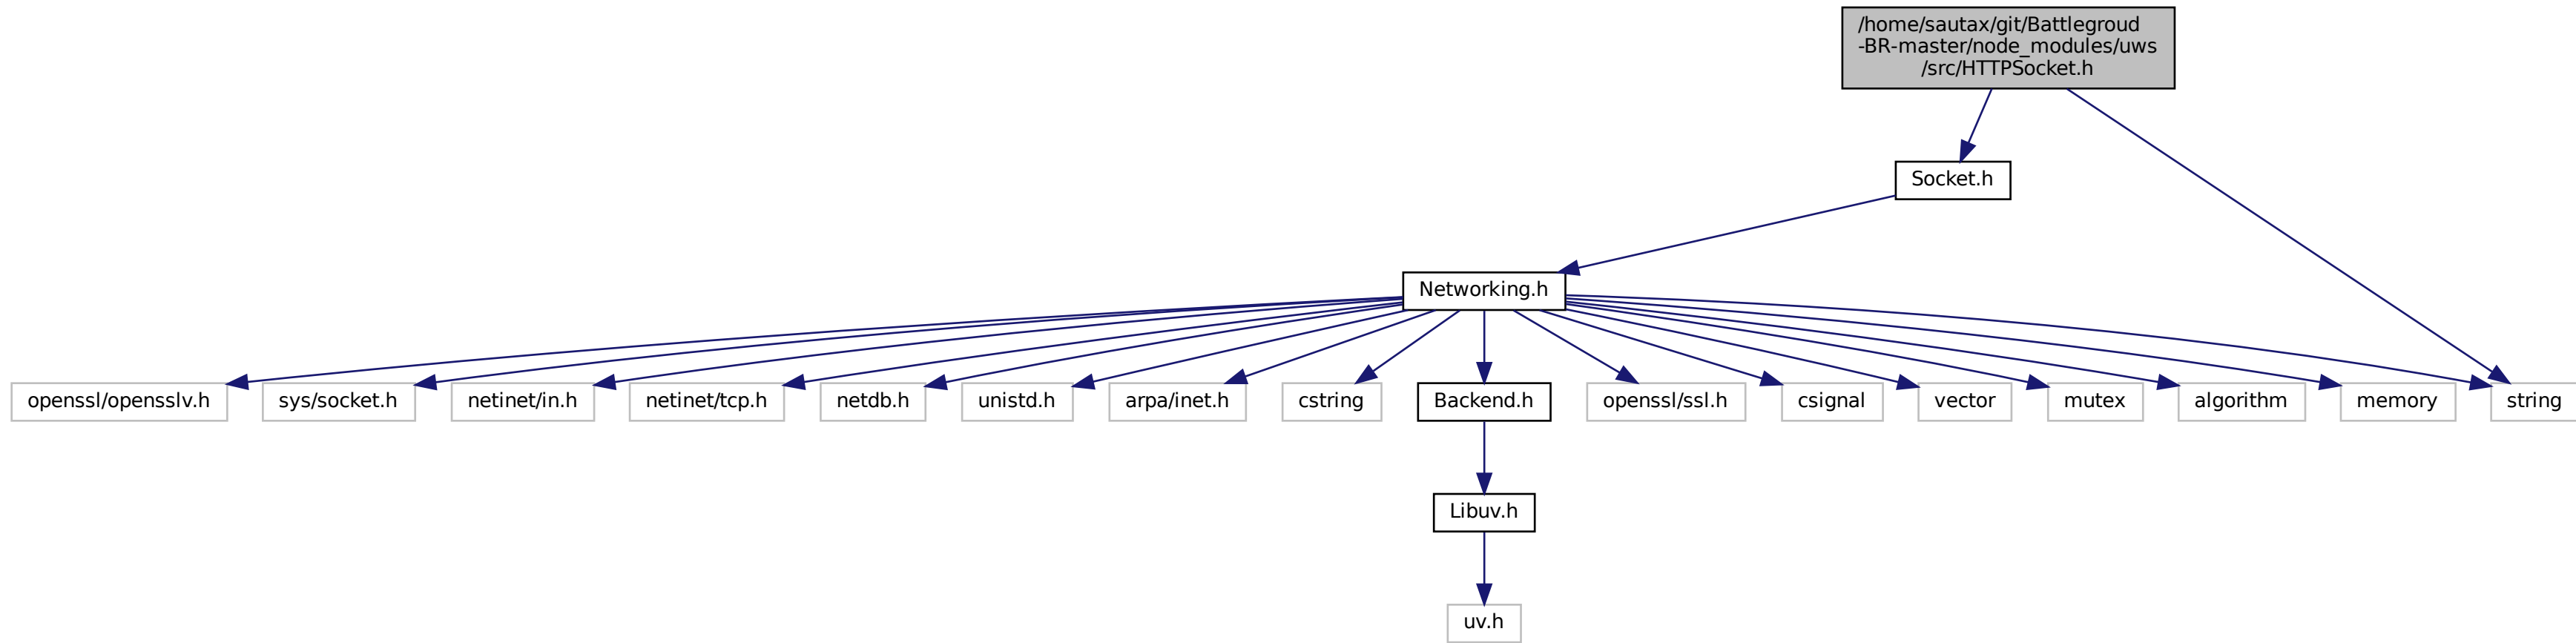 /home/sautax/git/Battlegroud
-BR-master/node_modules/uws
/src/HTTPSocket.h
Socket.h
Networking.h
openssl/opensslv.h
sys/socket.h
netinet/in.h
netinet/tcp.h
netdb.h
unistd.h
arpa/inet.h
cstring
Backend.h
openssl/ssl.h
csignal
vector
mutex
algorithm
memory
string
Libuv.h
uv.h